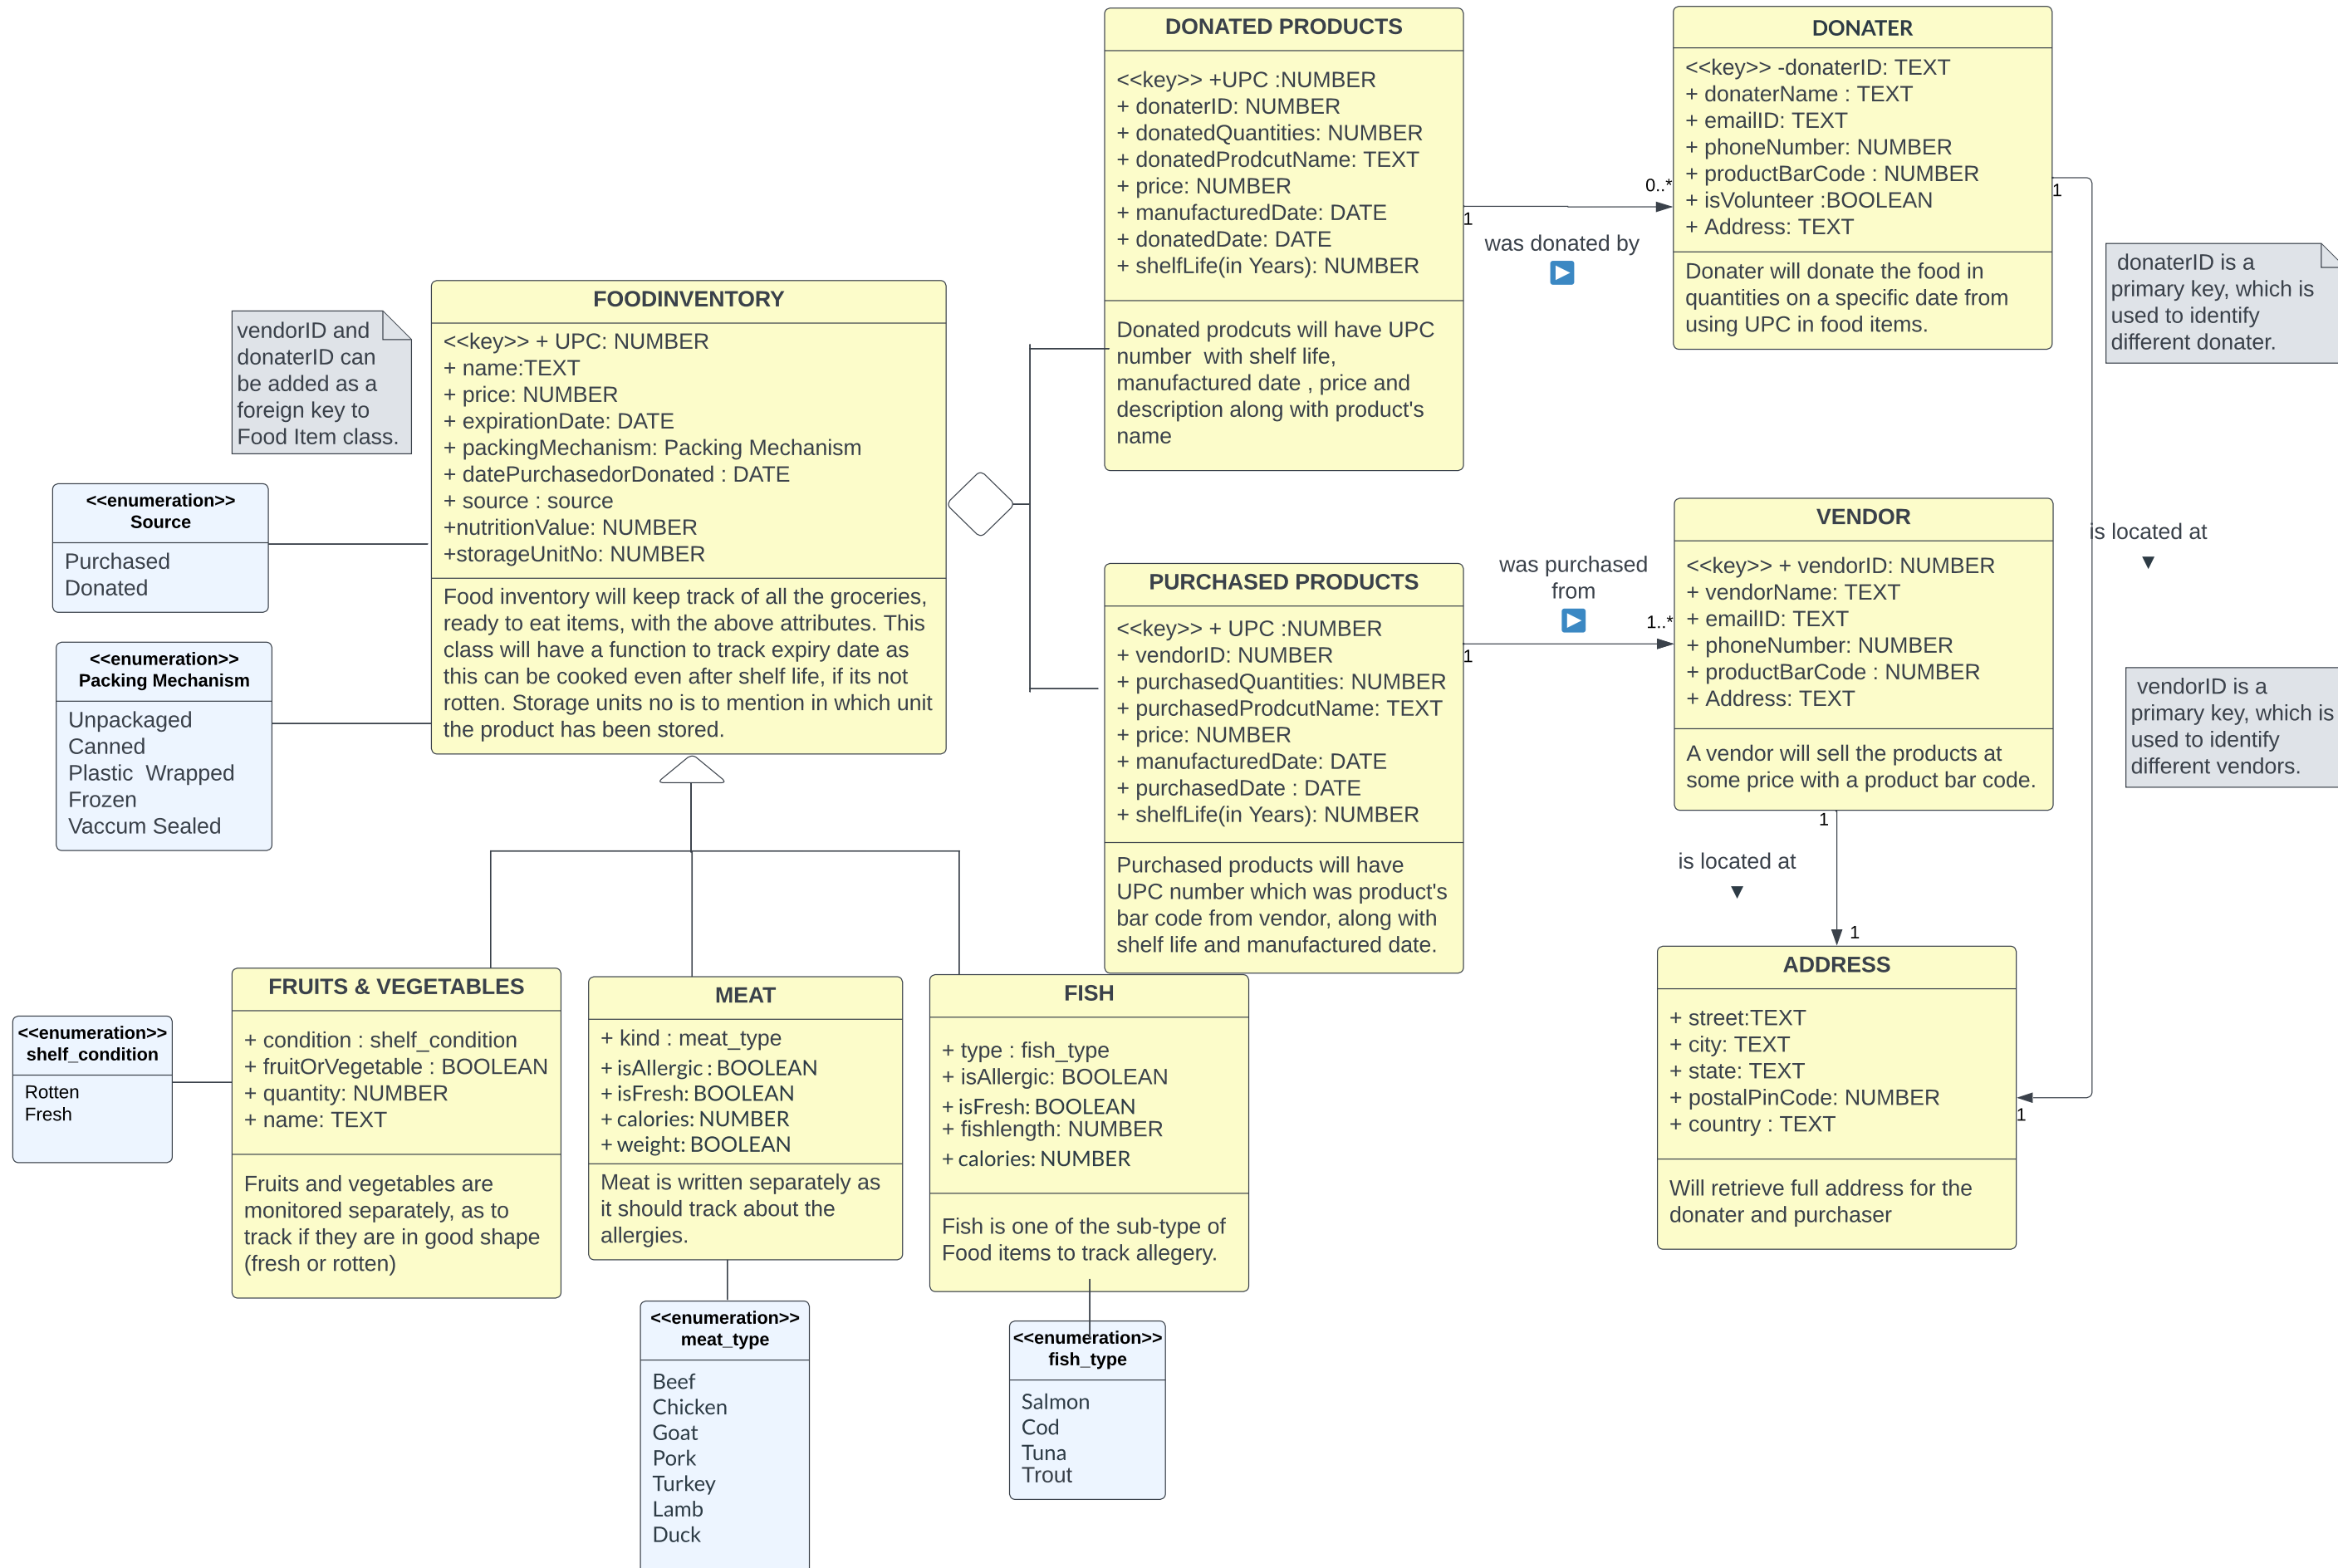 DONATED PRODUCTS
<<key>> +UPC :NUMBER
+ donaterID: NUMBER
+ donatedQuantities: NUMBER
+ donatedProdcutName: TEXT
+ price: NUMBER
+ manufacturedDate: DATE
+ donatedDate: DATE
+ shelfLife(in Years): NUMBER
Donated prodcuts will have UPC
number  with shelf life,
manufactured date , price and
description along with product's
name
1
0..*
was donated by
▶
DONATER
<<key>> -donaterID: TEXT
+ donaterName : TEXT
+ emailID: TEXT
+ phoneNumber: NUMBER
+ productBarCode : NUMBER
+ isVolunteer :BOOLEAN
+ Address: TEXT
Donater will donate the food in
quantities on a specific date from
using UPC in food items.
1
donaterID is a
primary key, which is
used to identify
different donater.
vendorID and
donaterID can
be added as a
foreign key to
Food Item class.
FOODINVENTORY
<<key>> + UPC: NUMBER
+ name:TEXT
+ price: NUMBER
+ expirationDate: DATE
+ packingMechanism: Packing Mechanism
+ datePurchasedorDonated : DATE
+ source : source
+nutritionValue: NUMBER
+storageUnitNo: NUMBER
Food inventory will keep track of all the groceries,
ready to eat items, with the above attributes. This
class will have a function to track expiry date as
this can be cooked even after shelf life, if its not
rotten. Storage units no is to mention in which unit
the product has been stored.
<<enumeration>>
Source
Purchased
Donated
<<enumeration>>
Packing Mechanism
Unpackaged
Canned
Plastic  Wrapped
Frozen
Vaccum Sealed
PURCHASED PRODUCTS
<<key>> + UPC :NUMBER
+ vendorID: NUMBER
+ purchasedQuantities: NUMBER
+ purchasedProdcutName: TEXT
+ price: NUMBER
+ manufacturedDate: DATE
+ purchasedDate : DATE
+ shelfLife(in Years): NUMBER
Purchased products will have
UPC number which was product's
bar code from vendor, along with
shelf life and manufactured date.
was purchased
from
▶
1
1..*
VENDOR
<<key>> + vendorID: NUMBER
+ vendorName: TEXT
+ emailID: TEXT
+ phoneNumber: NUMBER
+ productBarCode : NUMBER
+ Address: TEXT
A vendor will sell the products at
some price with a product bar code.
is located at
▼
vendorID is a
primary key, which is
used to identify
different vendors.
1
is located at
▼
1
ADDRESS
+ street:TEXT
+ city: TEXT
+ state: TEXT
+ postalPinCode: NUMBER
+ country : TEXT
Will retrieve full address for the
donater and purchaser
1
<<enumeration>>
shelf_condition
Rotten
Fresh
FRUITS & VEGETABLES
+ condition : shelf_condition
+ fruitOrVegetable : BOOLEAN
+ quantity: NUMBER
+ name: TEXT
Fruits and vegetables are
monitored separately, as to
track if they are in good shape
(fresh or rotten)
MEAT
+ kind : meat_type
+ isAllergic : BOOLEAN
+ isFresh: BOOLEAN
+ calories: NUMBER
+ weight: BOOLEAN
Meat is written separately as
it should track about the
allergies.
FISH
+ type : fish_type
+ isAllergic: BOOLEAN
+ isFresh: BOOLEAN
+ fishlength: NUMBER
+ calories: NUMBER
Fish is one of the sub-type of
Food items to track allegery.
<<enumeration>>
meat_type
Beef
Chicken
Goat
Pork
Turkey
Lamb
Duck
<<enumeration>>
fish_type
Salmon
Cod
Tuna
Trout